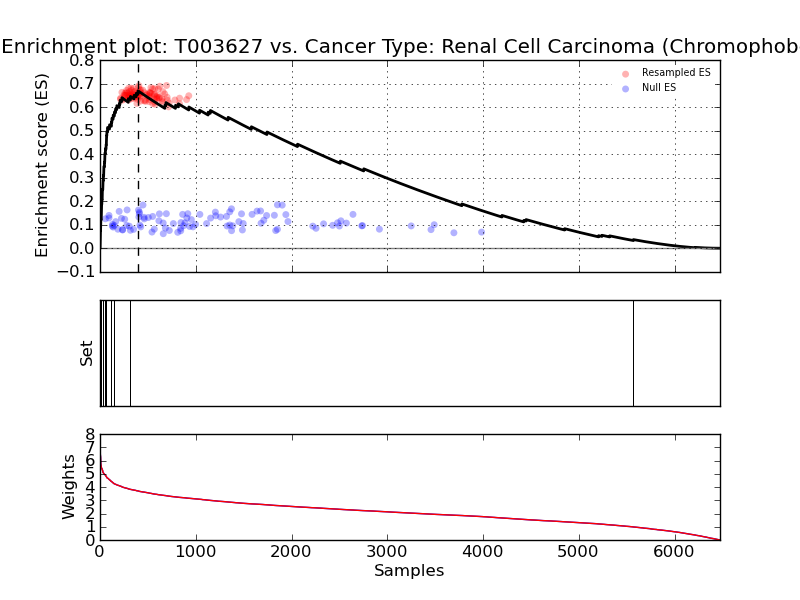 Enrichment plot: T003627 vs. Cancer Type: Renal Cell Carcinoma (Chromophob
0.8
0.7
0.6
0.5
0.4
0.3
0.2
0.1
0.0
−0.1
Enrichment score (ES)
Resampled ES
Null ES
Set
8
7
6
5
4
3
2
1
0
Weights
0 1000 2000 3000 4000 5000 6000
Samples